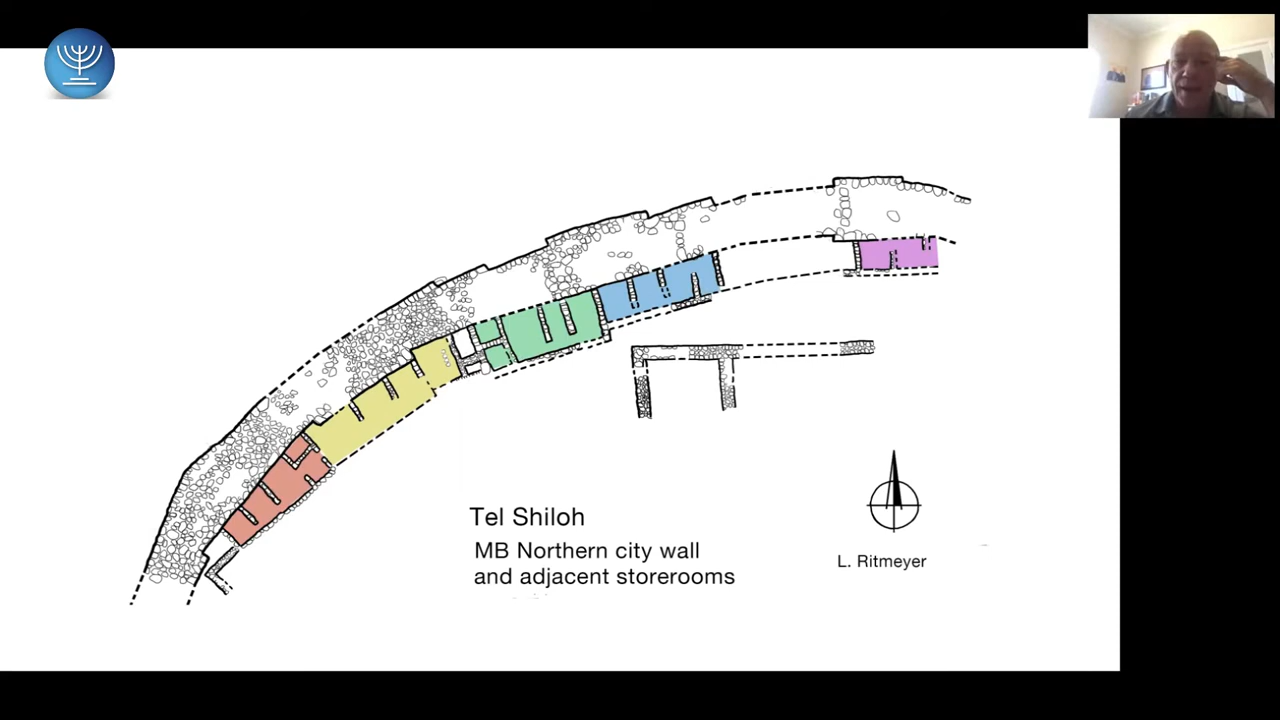 Tel Shiloh
MB Northern city wall
and adjacent storerooms
L. Ritmeyer